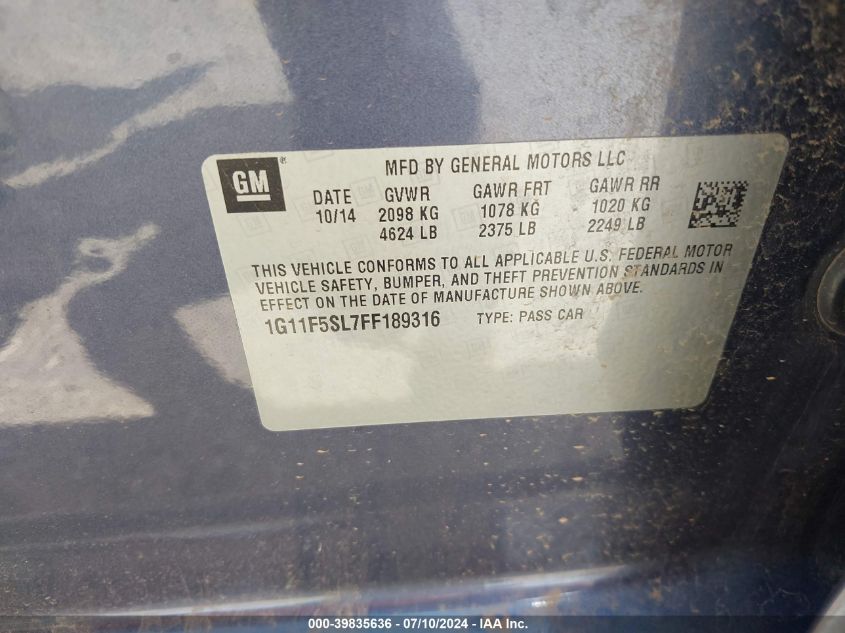 GM ® MFD BY GENERAL MOTORS LLC
DATE GVWR GAWR FRT GAWR RR
10/14 2098 KG 1078 KG 1020 KG
4624 LB 2375 LB 2249 LB
THIS VEHICLE CONFORMS TO ALL APPLICABLE U.S. FEDERAL MOTOR
VEHICLE SAFETY, BUMPER, AND THEFT PREVENTION STANDARDS IN
EFFECT ON THE DATE OF MANUFACTURE SHOWN ABOVE.
1G11F5SL7FF189316 TYPE: PASS CAR
000-39835636 - 07/10/2024 - IAA Inc.